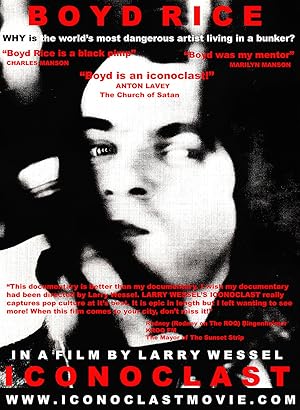 BOYD RICE
WHY is the world's most dangerous artist living in a bunker?
"Boyd Rice is a black pimp"
CHARLES MANSON
"Boyd was my mentor"
MARILYN MANSON
"Boyd is an iconoclast!"
ANTON LAVEY
The Church of Satan
"This documentary is better than my documentary. I wish my documentary
had been directed by Larry Wessel. LARRY WESSEL'S ICONOCLAST really
captures pop culture at it's best. It is epic in length but I left wanting to see
more! When this film comes to your city, don't miss it!"
Rodney (Rodney on The ROQ) Bingenheimer
KROQ FM
The Mayor of The Sunset Strip
IN A FILM BY LARRY WESSEL
ICONOCLAST
WWW.ICONOCLASTMOVIE.COM